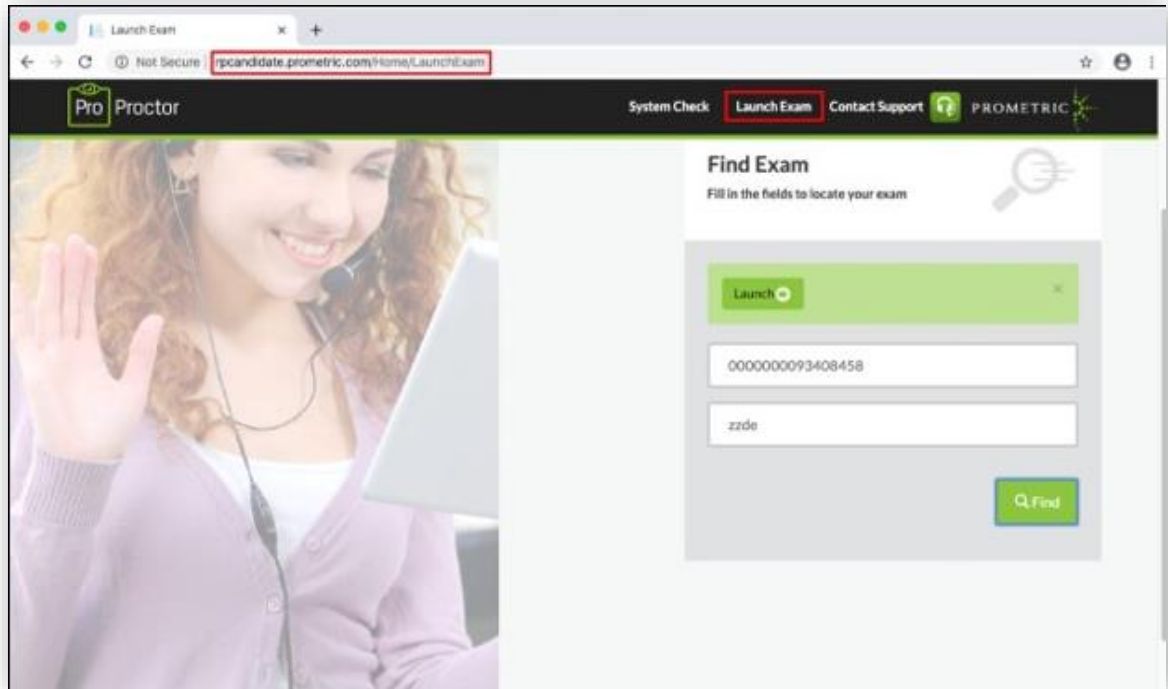 Launch Exam
Not Secure rpcandidate.prometric.com/Home/LaunchExam
Pro Proctor
System Check Launch Exam Contact Support PROMETRIC
Find Exam
Fill in the fields to locate your exam
Launch
0000000093408458
zzde
Find